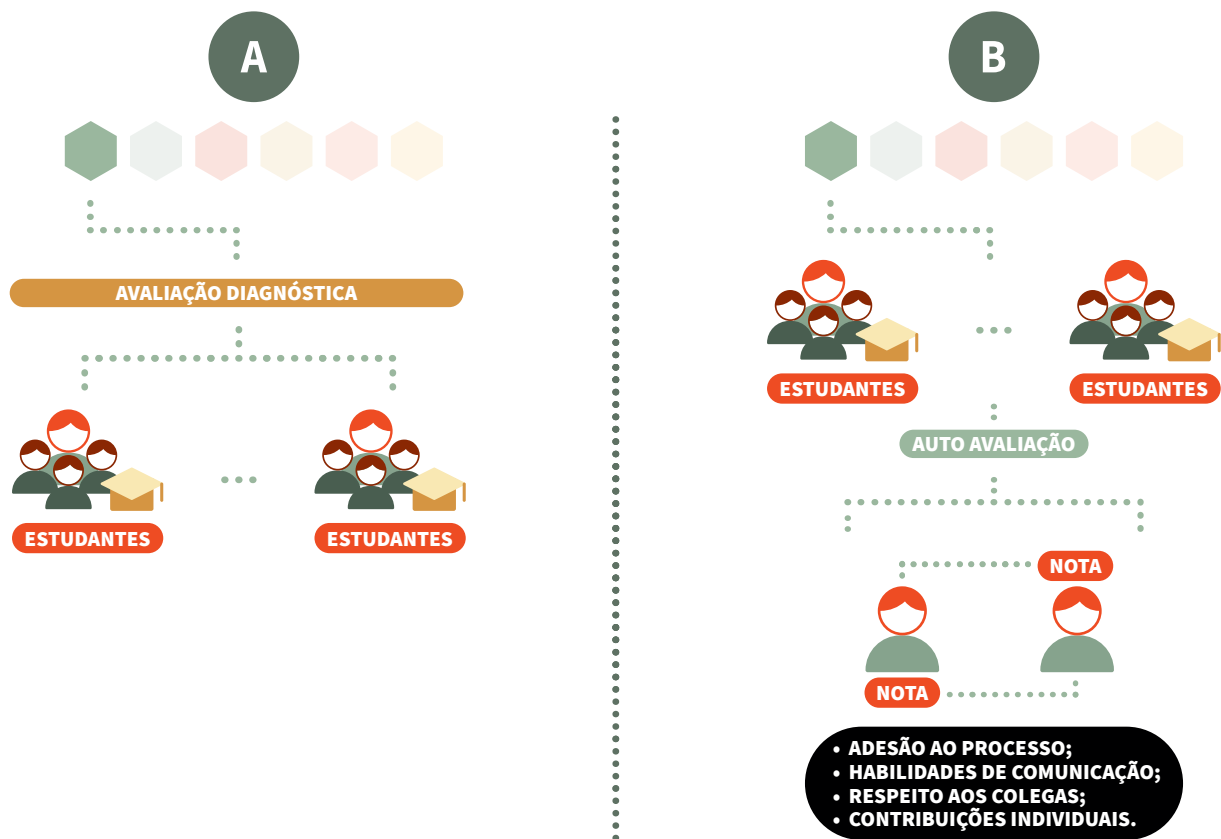 A
AVALIAÇÃO DIAGNÓSTICA
ESTUDANTES
ESTUDANTES
B
ESTUDANTES
ESTUDANTES
AUTO AVALIAÇÃO
NOTA
NOTA
• ADESÃO AO PROCESSO;
• HABILIDADES DE COMUNICAÇÃO;
• RESPEITO AOS COLEGAS;
• CONTRIBUIÇÕES INDIVIDUAIS.